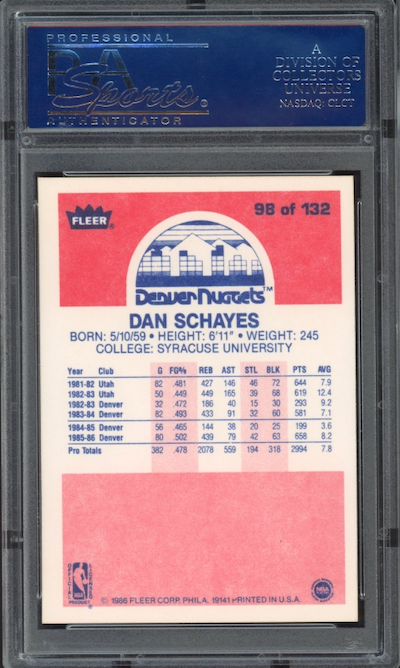 PROFESSIONAL
PSA
Sports
AUTHENTICATOR
A
DIVISION OF
COLLECTORS
UNIVERSE
NASDAQ: CLCT
FLEER
98 of 132
Denver Nuggets™
DAN SCHAYES
BORN: 5/10/59 • HEIGHT: 6'11" • WEIGHT: 245
COLLEGE: SYRACUSE UNIVERSITY
Year Club G FG% REB AST STL BLK PTS AVG
1981-82 Utah 82 .481 427 146 46 72 644 7.9
1982-83 Utah 50 .449 449 165 39 68 619 12.4
1982-83 Denver 32 .472 186 40 15 30 293 9.2
1983-84 Denver 82 .493 433 91 32 60 581 7.1
1984-85 Denver 56 .465 144 38 20 25 199 3.6
1985-86 Denver 80 .502 439 79 42 63 658 8.2
Pro Totals 382 .478 2078 559 194 318 2994 7.8
OFFICIAL
NBA
PRODUCT
© 1986 FLEER CORP. PHILA. 19141 PRINTED IN U.S.A.